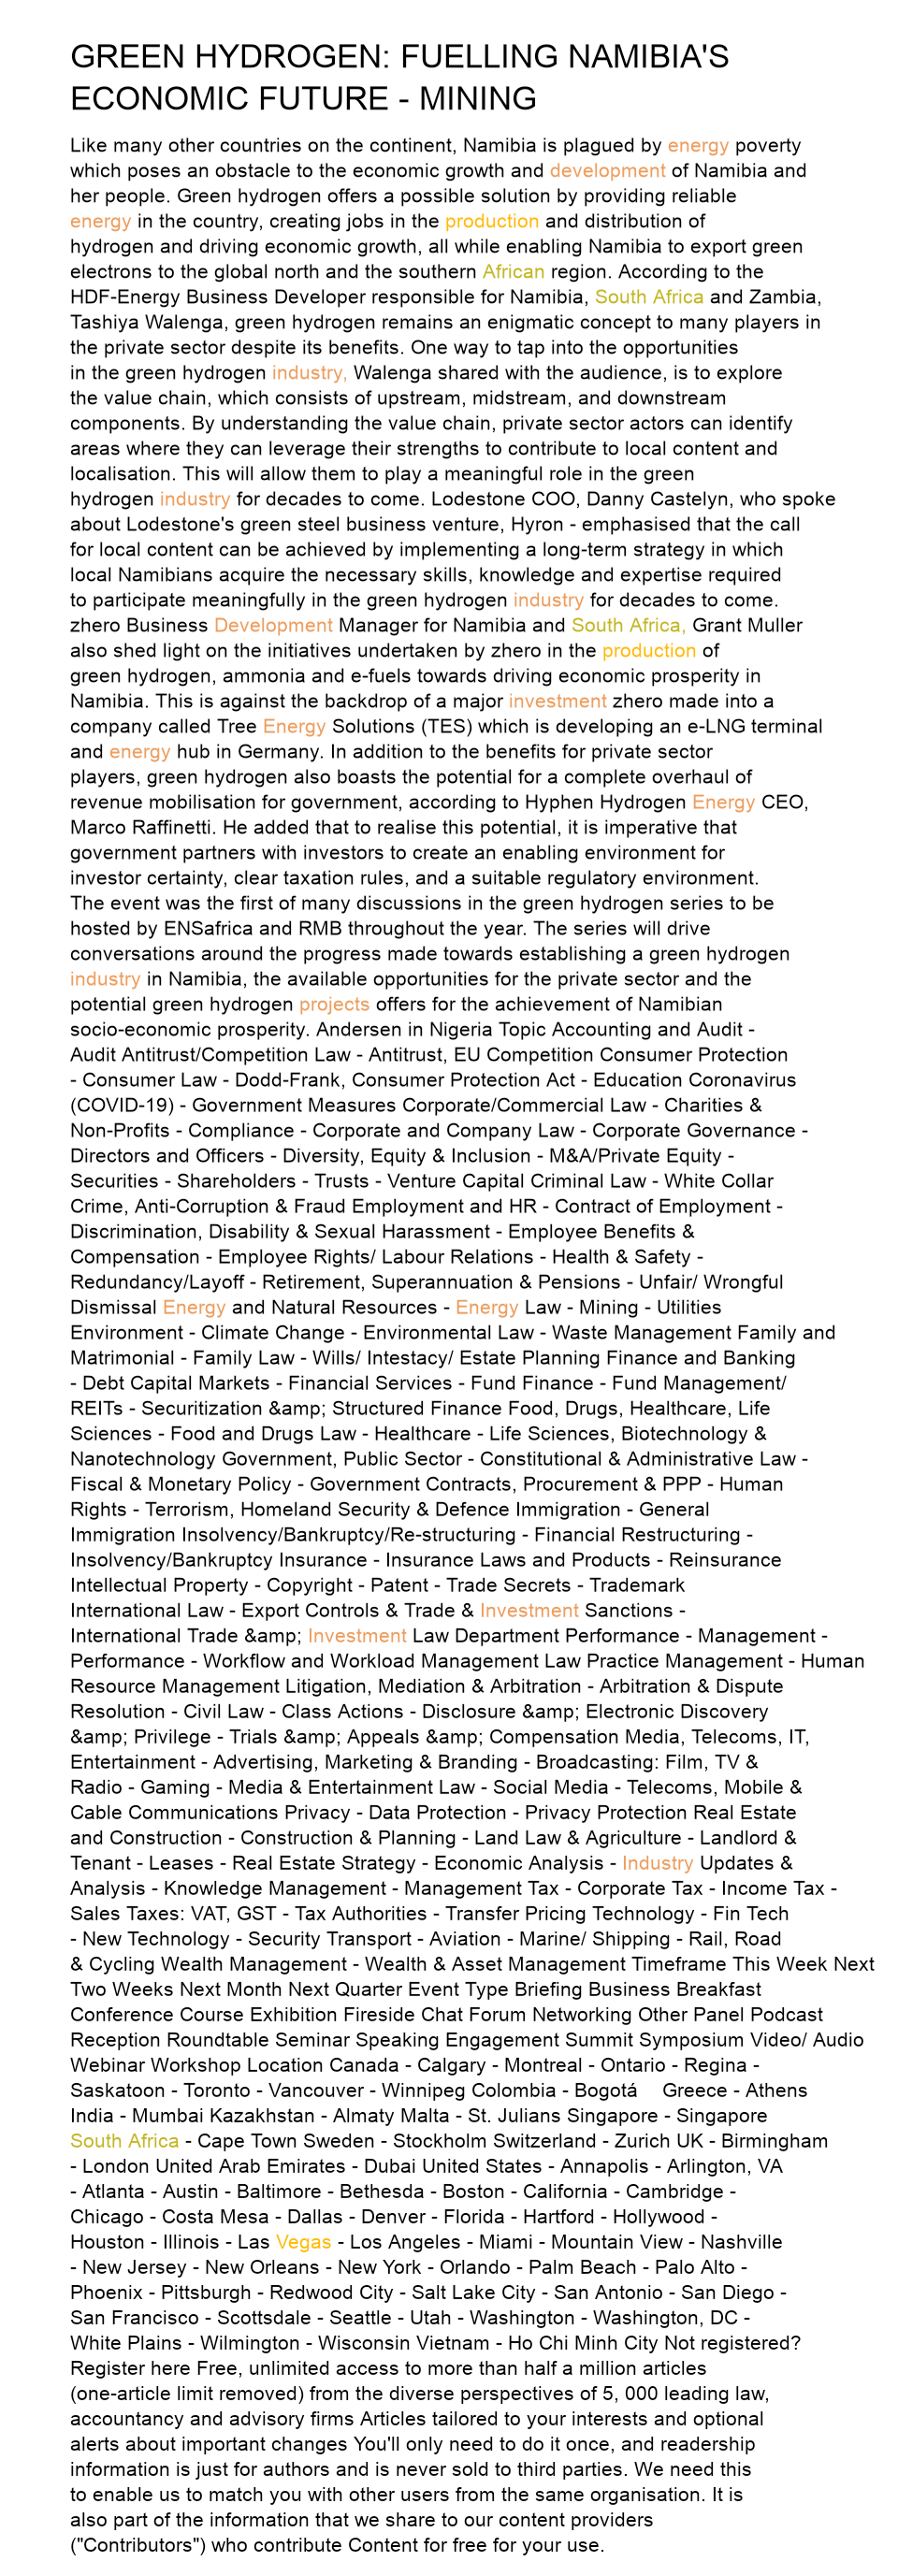 GREEN HYDROGEN: FUELLING NAMIBIA'S
ECONOMIC FUTURE - MINING
Like many other countries on the continent, Namibia is plagued by energy poverty
which poses an obstacle to the economic growth and development of Namibia and
her people. Green hydrogen offers a possible solution by providing reliable
energy in the country, creating jobs in the production and distribution of
hydrogen and driving economic growth, all while enabling Namibia to export green
electrons to the global north and the southern African region. According to the
HDF-Energy Business Developer responsible for Namibia, South Africa and Zambia,
Tashiya Walenga, green hydrogen remains an enigmatic concept to many players in
the private sector despite its benefits. One way to tap into the opportunities
in the green hydrogen industry, Walenga shared with the audience, is to explore
the value chain, which consists of upstream, midstream, and downstream
components. By understanding the value chain, private sector actors can identify
areas where they can leverage their strengths to contribute to local content and
localisation. This will allow them to play a meaningful role in the green
hydrogen industry for decades to come. Lodestone COO, Danny Castelyn, who spoke
about Lodestone's green steel business venture, Hyron - emphasised that the call
for local content can be achieved by implementing a long-term strategy in which
local Namibians acquire the necessary skills, knowledge and expertise required
to participate meaningfully in the green hydrogen industry for decades to come.
zhero Business Development Manager for Namibia and South Africa, Grant Muller
also shed light on the initiatives undertaken by zhero in the production of
green hydrogen, ammonia and e-fuels towards driving economic prosperity in
Namibia. This is against the backdrop of a major investment zhero made into a
company called Tree Energy Solutions (TES) which is developing an e-LNG terminal
and energy hub in Germany. In addition to the benefits for private sector
players, green hydrogen also boasts the potential for a complete overhaul of
revenue mobilisation for government, according to Hyphen Hydrogen Energy CEO,
Marco Raffinetti. He added that to realise this potential, it is imperative that
government partners with investors to create an enabling environment for
investor certainty, clear taxation rules, and a suitable regulatory environment.
The event was the first of many discussions in the green hydrogen series to be
hosted by ENSafrica and RMB throughout the year. The series will drive
conversations around the progress made towards establishing a green hydrogen
industry in Namibia, the available opportunities for the private sector and the
potential green hydrogen projects offers for the achievement of Namibian
socio-economic prosperity. Andersen in Nigeria Topic Accounting and Audit -
Audit Antitrust/Competition Law - Antitrust, EU Competition Consumer Protection
- Consumer Law - Dodd-Frank, Consumer Protection Act - Education Coronavirus
(COVID-19) - Government Measures Corporate/Commercial Law - Charities &
Non-Profits - Compliance - Corporate and Company Law - Corporate Governance -
Directors and Officers - Diversity, Equity & Inclusion - M&A/Private Equity -
Securities - Shareholders - Trusts - Venture Capital Criminal Law - White Collar
Crime, Anti-Corruption & Fraud Employment and HR - Contract of Employment -
Discrimination, Disability & Sexual Harassment - Employee Benefits &
Compensation - Employee Rights/ Labour Relations - Health & Safety -
Redundancy/Layoff - Retirement, Superannuation & Pensions - Unfair/ Wrongful
Dismissal Energy and Natural Resources - Energy Law - Mining - Utilities
Environment - Climate Change - Environmental Law - Waste Management Family and
Matrimonial - Family Law - Wills/ Intestacy/ Estate Planning Finance and Banking
- Debt Capital Markets - Financial Services - Fund Finance - Fund Management/
REITs - Securitization &amp; Structured Finance Food, Drugs, Healthcare, Life
Sciences - Food and Drugs Law - Healthcare - Life Sciences, Biotechnology &
Nanotechnology Government, Public Sector - Constitutional & Administrative Law -
Fiscal & Monetary Policy - Government Contracts, Procurement & PPP - Human
Rights - Terrorism, Homeland Security & Defence Immigration - General
Immigration Insolvency/Bankruptcy/Re-structuring - Financial Restructuring -
Insolvency/Bankruptcy Insurance - Insurance Laws and Products - Reinsurance
Intellectual Property - Copyright - Patent - Trade Secrets - Trademark
International Law - Export Controls & Trade & Investment Sanctions -
International Trade &amp; Investment Law Department Performance - Management -
Performance - Workflow and Workload Management Law Practice Management - Human
Resource Management Litigation, Mediation & Arbitration - Arbitration & Dispute
Resolution - Civil Law - Class Actions - Disclosure &amp; Electronic Discovery
&amp; Privilege - Trials &amp; Appeals &amp; Compensation Media, Telecoms, IT,
Entertainment - Advertising, Marketing & Branding - Broadcasting: Film, TV &
Radio - Gaming - Media & Entertainment Law - Social Media - Telecoms, Mobile &
Cable Communications Privacy - Data Protection - Privacy Protection Real Estate
and Construction - Construction & Planning - Land Law & Agriculture - Landlord &
Tenant - Leases - Real Estate Strategy - Economic Analysis - Industry Updates &
Analysis - Knowledge Management - Management Tax - Corporate Tax - Income Tax -
Sales Taxes: VAT, GST - Tax Authorities - Transfer Pricing Technology - Fin Tech
- New Technology - Security Transport - Aviation - Marine/ Shipping - Rail, Road
& Cycling Wealth Management - Wealth & Asset Management Timeframe This Week Next
Two Weeks Next Month Next Quarter Event Type Briefing Business Breakfast
Conference Course Exhibition Fireside Chat Forum Networking Other Panel Podcast
Reception Roundtable Seminar Speaking Engagement Summit Symposium Video/ Audio
Webinar Workshop Location Canada - Calgary - Montreal - Ontario - Regina -
Saskatoon - Toronto - Vancouver - Winnipeg Colombia - Bogotá Greece - Athens
India - Mumbai Kazakhstan - Almaty Malta - St. Julians Singapore - Singapore
South Africa - Cape Town Sweden - Stockholm Switzerland - Zurich UK - Birmingham
- London United Arab Emirates - Dubai United States - Annapolis - Arlington, VA
- Atlanta - Austin - Baltimore - Bethesda - Boston - California - Cambridge -
Chicago - Costa Mesa - Dallas - Denver - Florida - Hartford - Hollywood -
Houston - Illinois - Las Vegas - Los Angeles - Miami - Mountain View - Nashville
- New Jersey - New Orleans - New York - Orlando - Palm Beach - Palo Alto -
Phoenix - Pittsburgh - Redwood City - Salt Lake City - San Antonio - San Diego -
San Francisco - Scottsdale - Seattle - Utah - Washington - Washington, DC -
White Plains - Wilmington - Wisconsin Vietnam - Ho Chi Minh City Not registered?
Register here Free, unlimited access to more than half a million articles
(one-article limit removed) from the diverse perspectives of 5, 000 leading law,
accountancy and advisory firms Articles tailored to your interests and optional
alerts about important changes You'll only need to do it once, and readership
information is just for authors and is never sold to third parties. We need this
to enable us to match you with other users from the same organisation. It is
also part of the information that we share to our content providers
("Contributors") who contribute Content for free for your use.